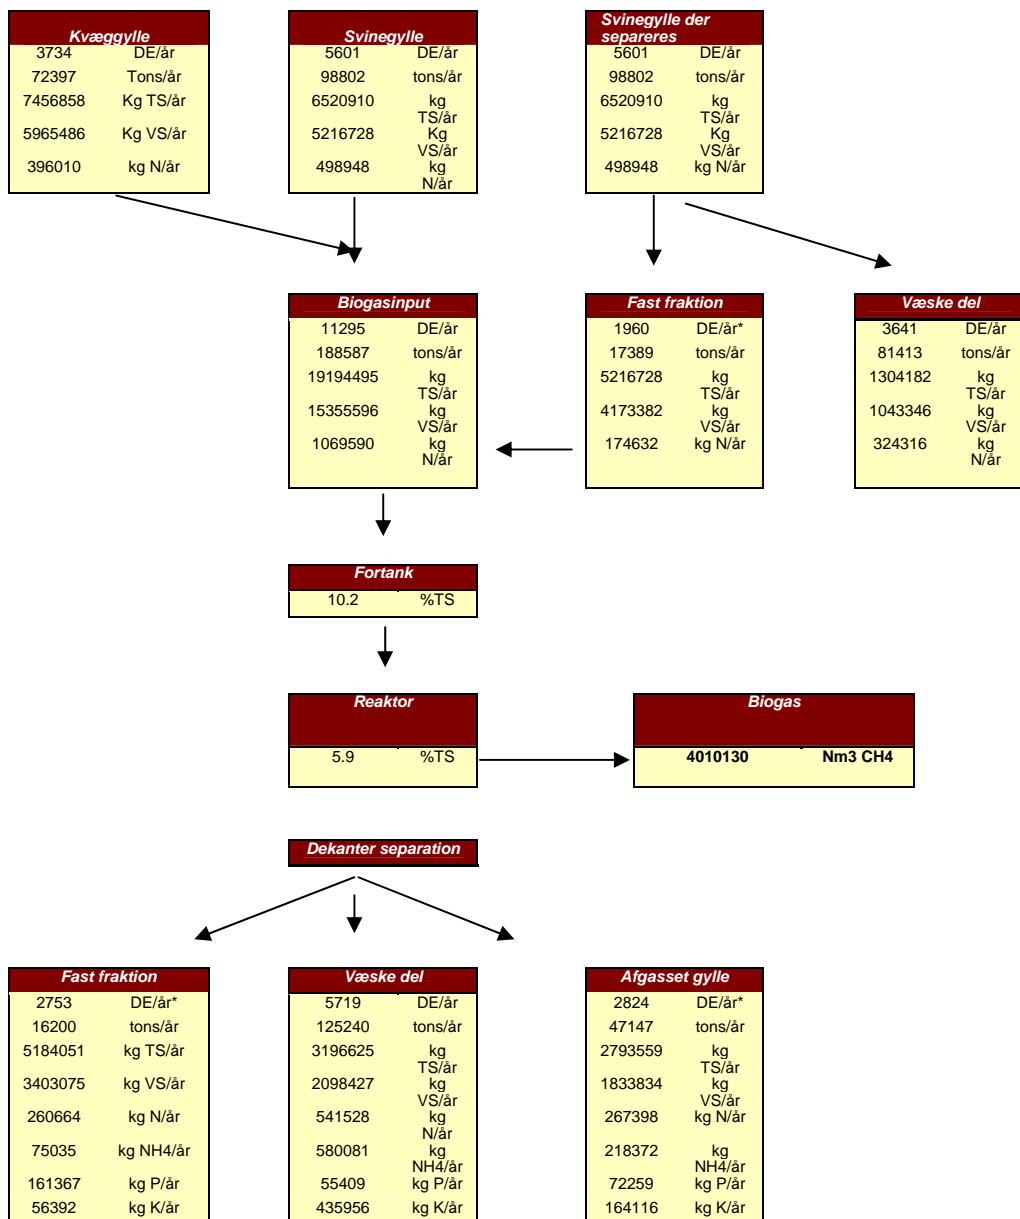 Kvæggylle
3734 DE/år
72397 Tons/år
7456858 Kg TS/år
5965486 Kg VS/år
396010 kg N/år
Svinegylle
5601 DE/år
98802 tons/år
6520910 kg
TS/år
5216728 Kg
VS/år
498948 kg
N/år
Svinegylle der
separeres
5601 DE/år
98802 tons/år
6520910 kg
TS/år
5216728 Kg
VS/år
498948 kg N/år
Biogasinput
11295 DE/år
188587 tons/år
19194495 kg
TS/år
15355596 kg
VS/år
1069590 kg
N/år
Fast fraktion
1960 DE/år*
17389 tons/år
5216728 kg
TS/år
4173382 kg
VS/år
174632 kg N/år
Væske del
3641 DE/år
81413 tons/år
1304182 kg
TS/år
1043346 kg
VS/år
324316 kg
N/år
Fortank
10.2 %TS
Reaktor
5.9 %TS
Biogas
4010130 Nm3 CH4
Dekanter separation
Fast fraktion
2753 DE/år*
16200 tons/år
5184051 kg TS/år
3403075 kg VS/år
260664 kg N/år
75035 kg NH4/år
161367 kg P/år
56392 kg K/år
Væske del
5719 DE/år
125240 tons/år
3196625 kg
TS/år
2098427 kg
VS/år
541528 kg
N/år
580081 kg
NH4/år
55409 kg P/år
435956 kg K/år
Afgasset gylle
2824 DE/år*
47147 tons/år
2793559 kg
TS/år
1833834 kg
VS/år
267398 kg N/år
218372 kg
NH4/år
72259 kg P/år
164116 kg K/år